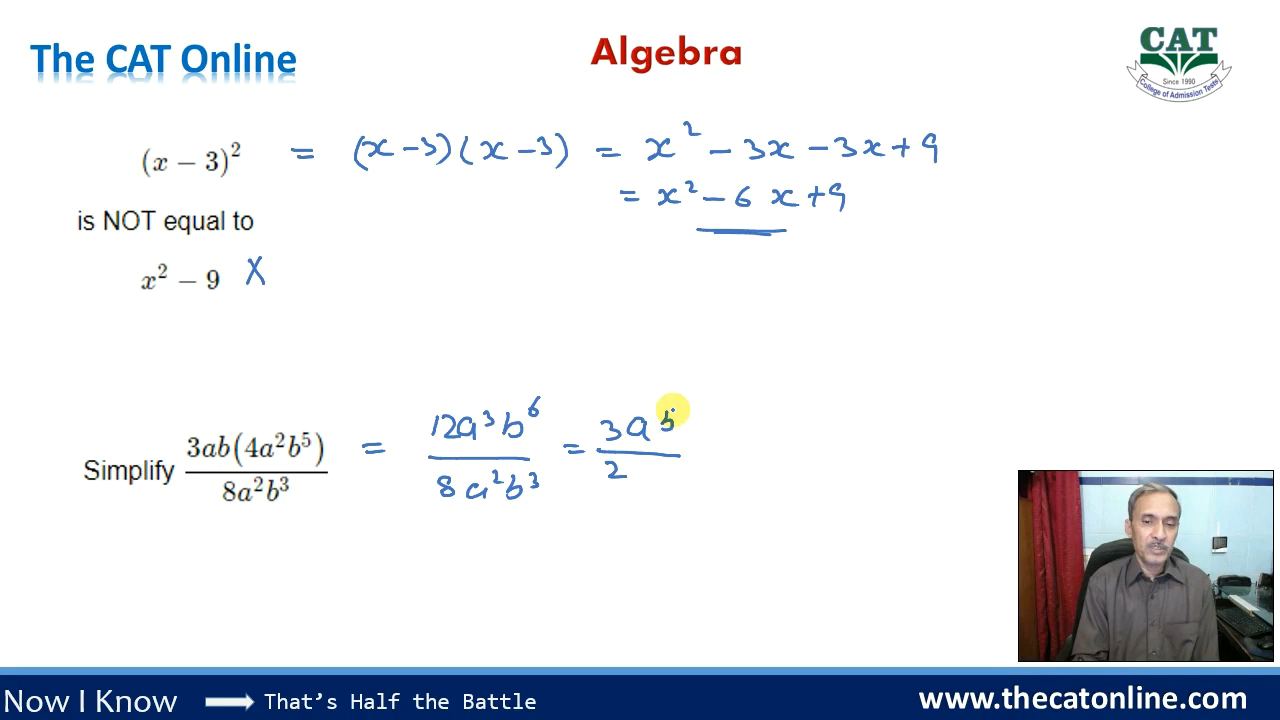 The CAT Online
Algebra
CAT
Since 1990
College of Admission Tests
(x − 3)² = (x − 3)(x − 3) = x² − 3x − 3x + 9
= x² − 6x + 9
is NOT equal to
x² − 9 X
Simplify 3ab(4a²b⁵)/8a²b³ = 12a³b⁶/8a²b³ = 3ab/2
Now I Know That's Half the Battle
www.thecatonline.com